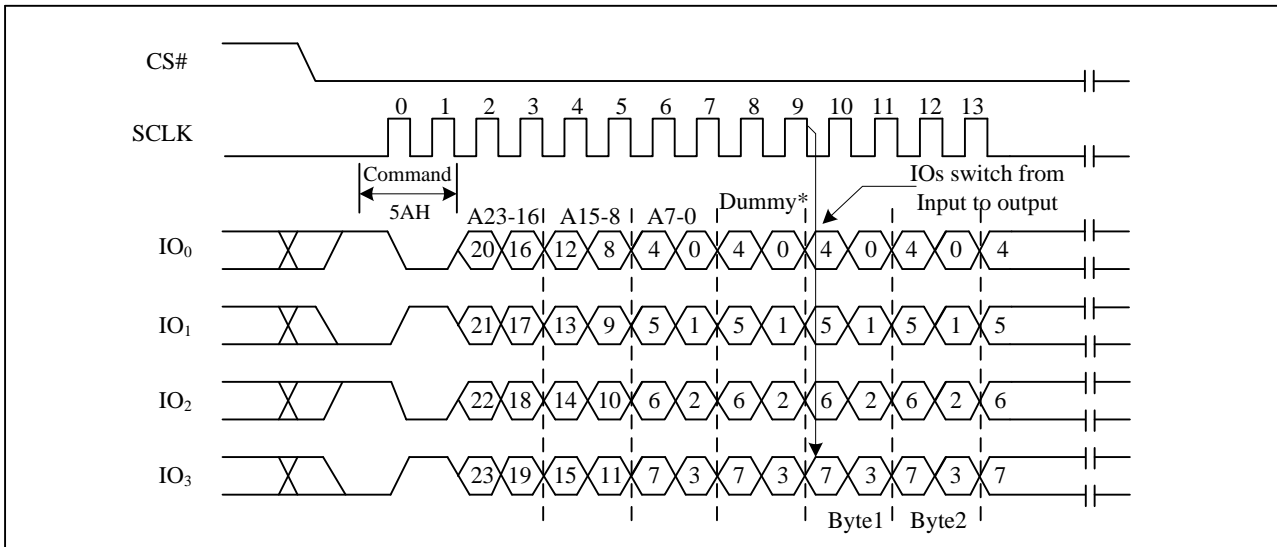 CS#
0 1 2 3 4 5 6 7 8 9 10 11 12 13
SCLK
Command
5AH
IOs switch from
Input to output
A23-16 A15-8 A7-0 Dummy*
IO₀ 20 16 12 8 4 0 4 0 4 0 4 0 4
IO₁ 21 17 13 9 5 1 5 1 5 1 5 1 5
IO₂ 22 18 14 10 6 2 6 2 6 2 6 2 6
IO₃ 23 19 15 11 7 3 7 3 7 3 7 3 7
Byte1 Byte2